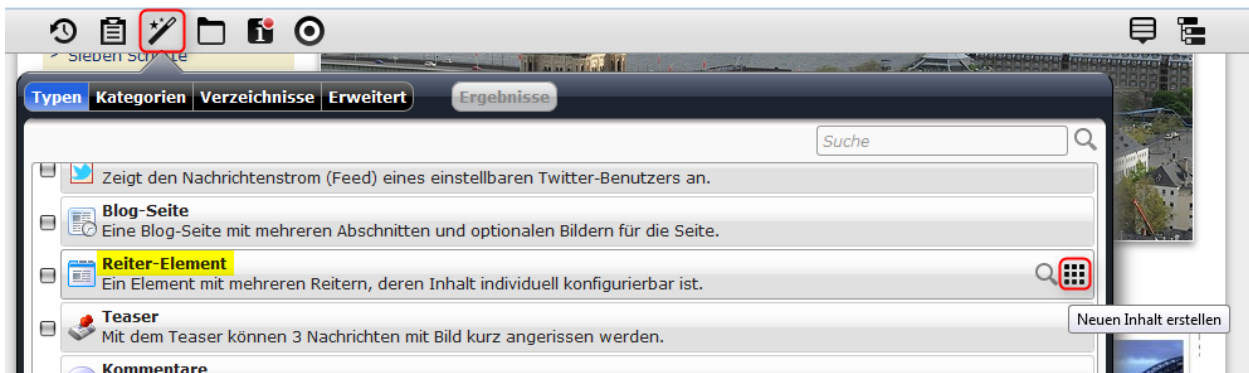 > Sieben Sch
Typen Kategorien Verzeichnisse Erweitert Ergebnisse
Suche
Zeigt den Nachrichtenstrom (Feed) eines einstellbaren Twitter-Benutzers an.
Blog-Seite
Eine Blog-Seite mit mehreren Abschnitten und optionalen Bildern für die Seite.
Reiter-Element
Ein Element mit mehreren Reitern, deren Inhalt individuell konfigurierbar ist.
Teaser
Mit dem Teaser können 3 Nachrichten mit Bild kurz angerissen werden.
Neuen Inhalt erstellen
Kommentare